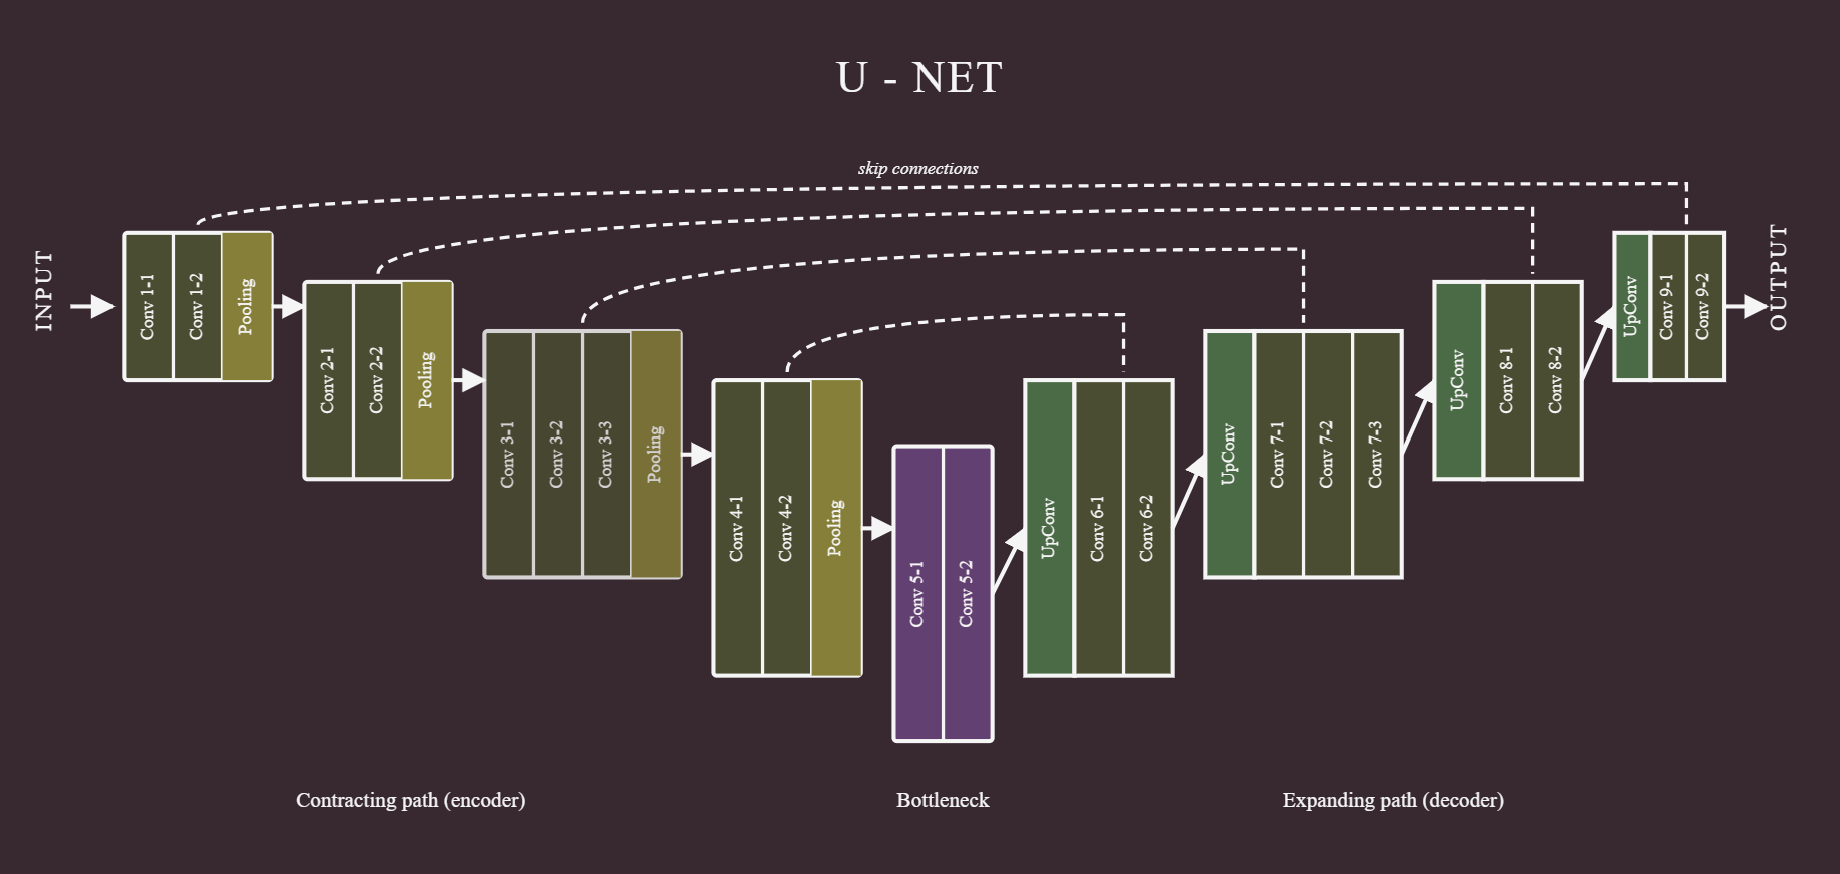 U - NET
skip connections
INPUT
Conv 1-1
Conv 1-2
Pooling
Conv 2-1
Conv 2-2
Pooling
Conv 3-1
Conv 3-2
Conv 3-3
Pooling
Conv 4-1
Conv 4-2
Pooling
Conv 5-1
Conv 5-2
UpConv
Conv 6-1
Conv 6-2
UpConv
Conv 7-1
Conv 7-2
Conv 7-3
UpConv
Conv 8-1
Conv 8-2
UpConv
Conv 9-1
Conv 9-2
OUTPUT
Contracting path (encoder)
Bottleneck
Expanding path (decoder)